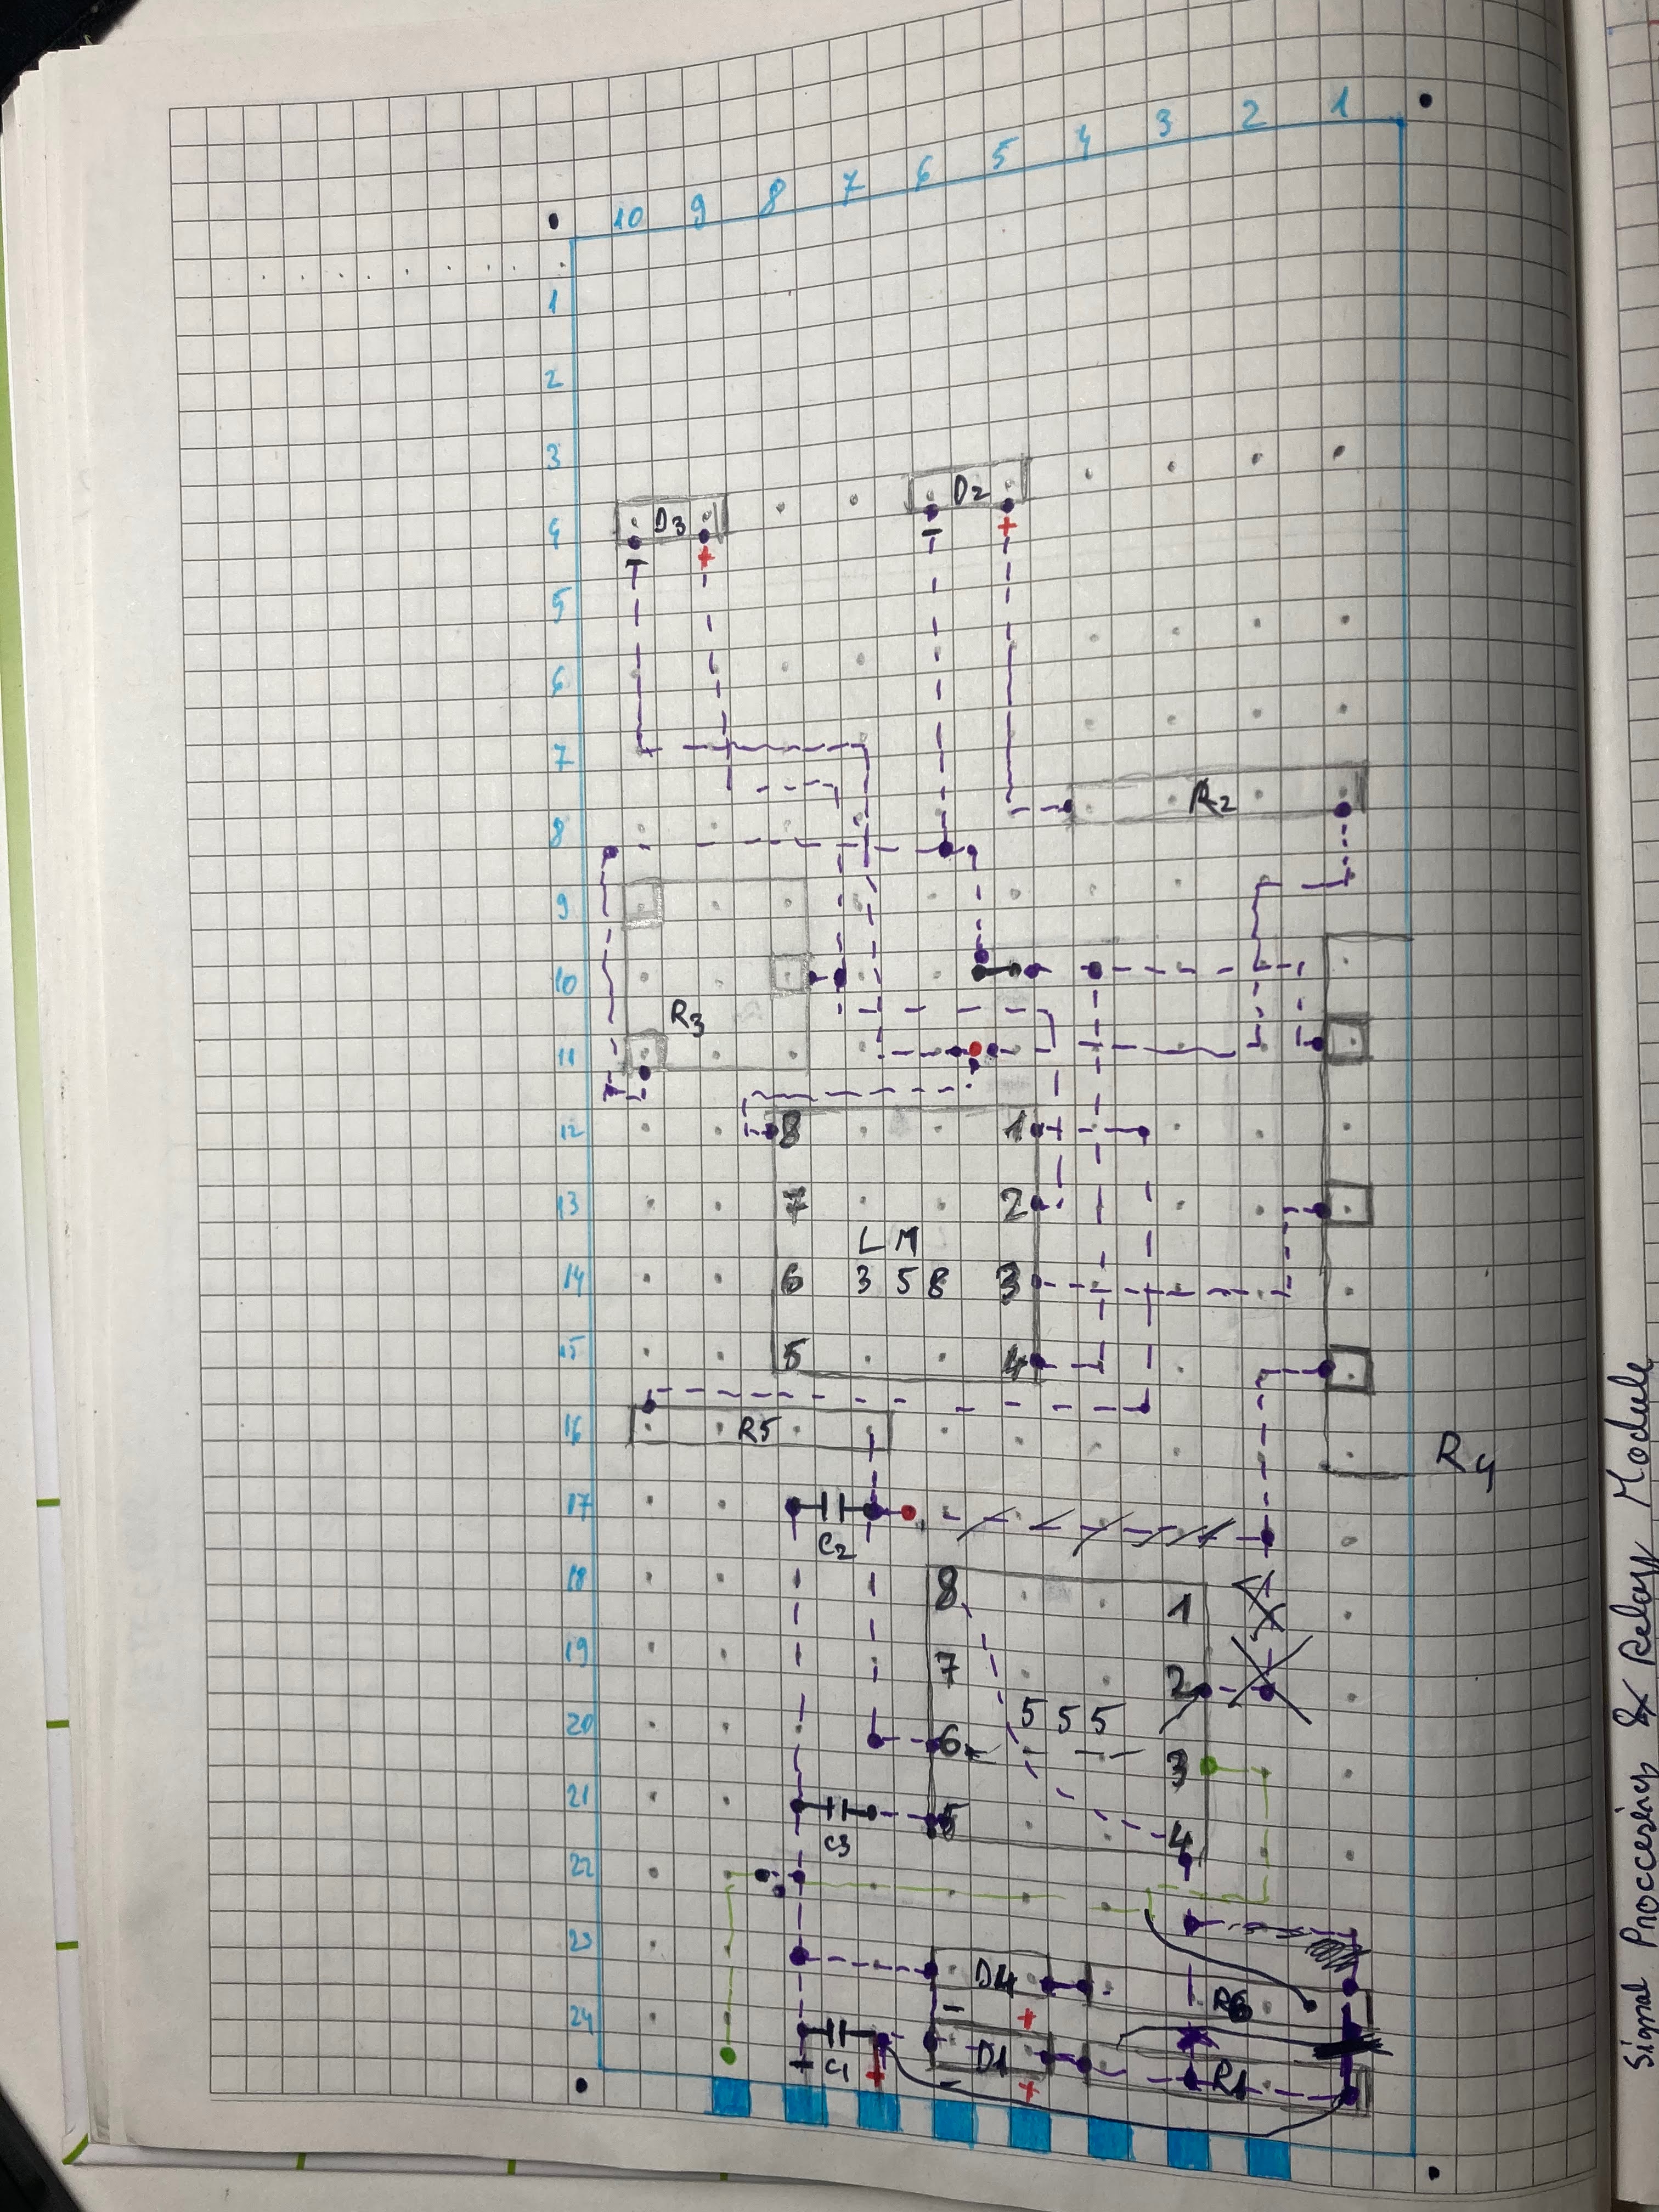 10 9 8 7 6 5 4 3 2 1
1
2
3
D2
4 D3
- +
- +
5
6
7
R2
8
9
10
R3
11
12 8 1
13 7 2
LM
14 6 358 3
15 5 4
16 R5
R4
17
C2
18 8 1
19 7 2
555
20 6
3
21 5
C3
4
22
23
D4
- +
24
C1 D1 R1
- + - +
Signal Proccesing & Relay Module